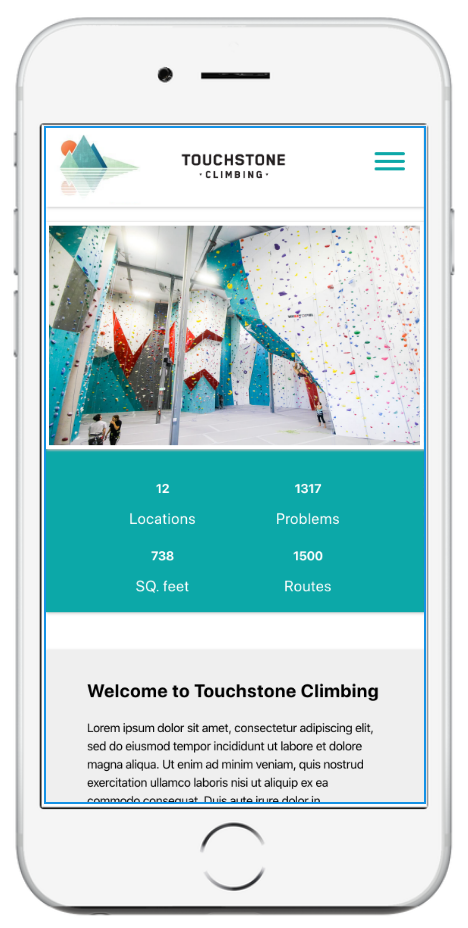 TOUCHSTONE
·CLIMBING·
12
1317
Locations
Problems
738
1500
SQ. feet
Routes
Welcome to Touchstone Climbing
Lorem ipsum dolor sit amet, consectetur adipiscing elit,
sed do eiusmod tempor incididunt ut labore et dolore
magna aliqua. Ut enim ad minim veniam, quis nostrud
exercitation ullamco laboris nisi ut aliquip ex ea
commodo consequat. Duis aute irure dolor in